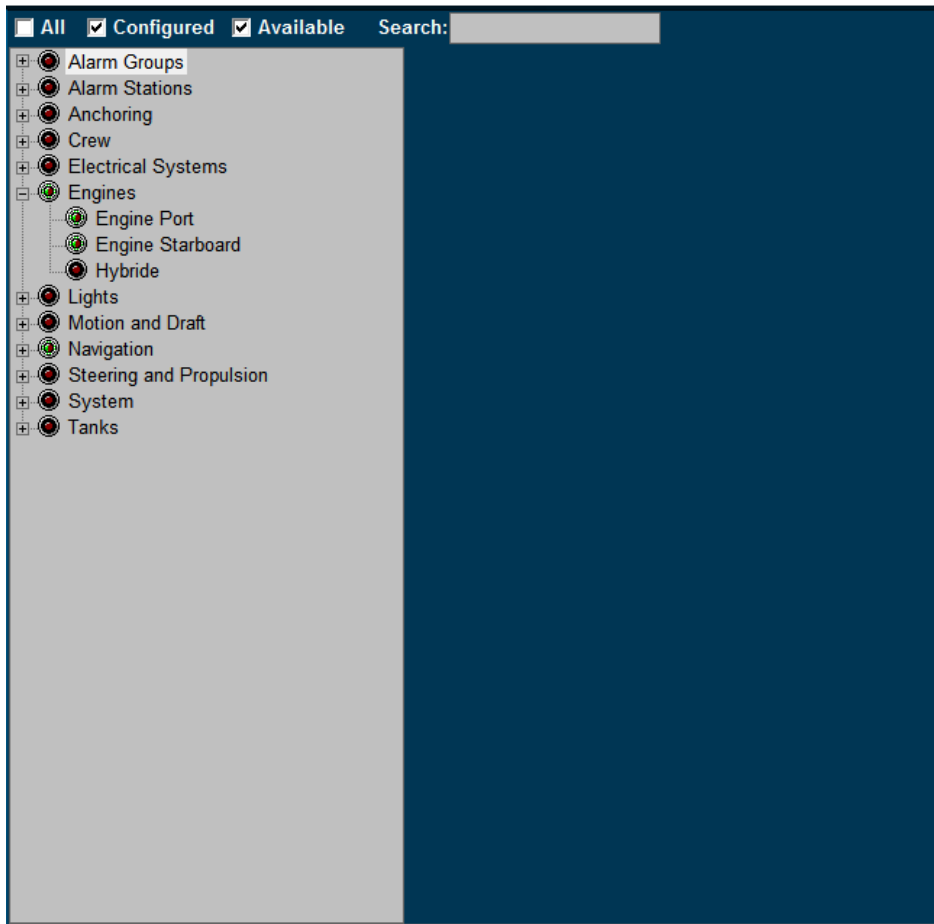 All Configured Available Search:
Alarm Groups
Alarm Stations
Anchoring
Crew
Electrical Systems
Engines
Engine Port
Engine Starboard
Hybride
Lights
Motion and Draft
Navigation
Steering and Propulsion
System
Tanks